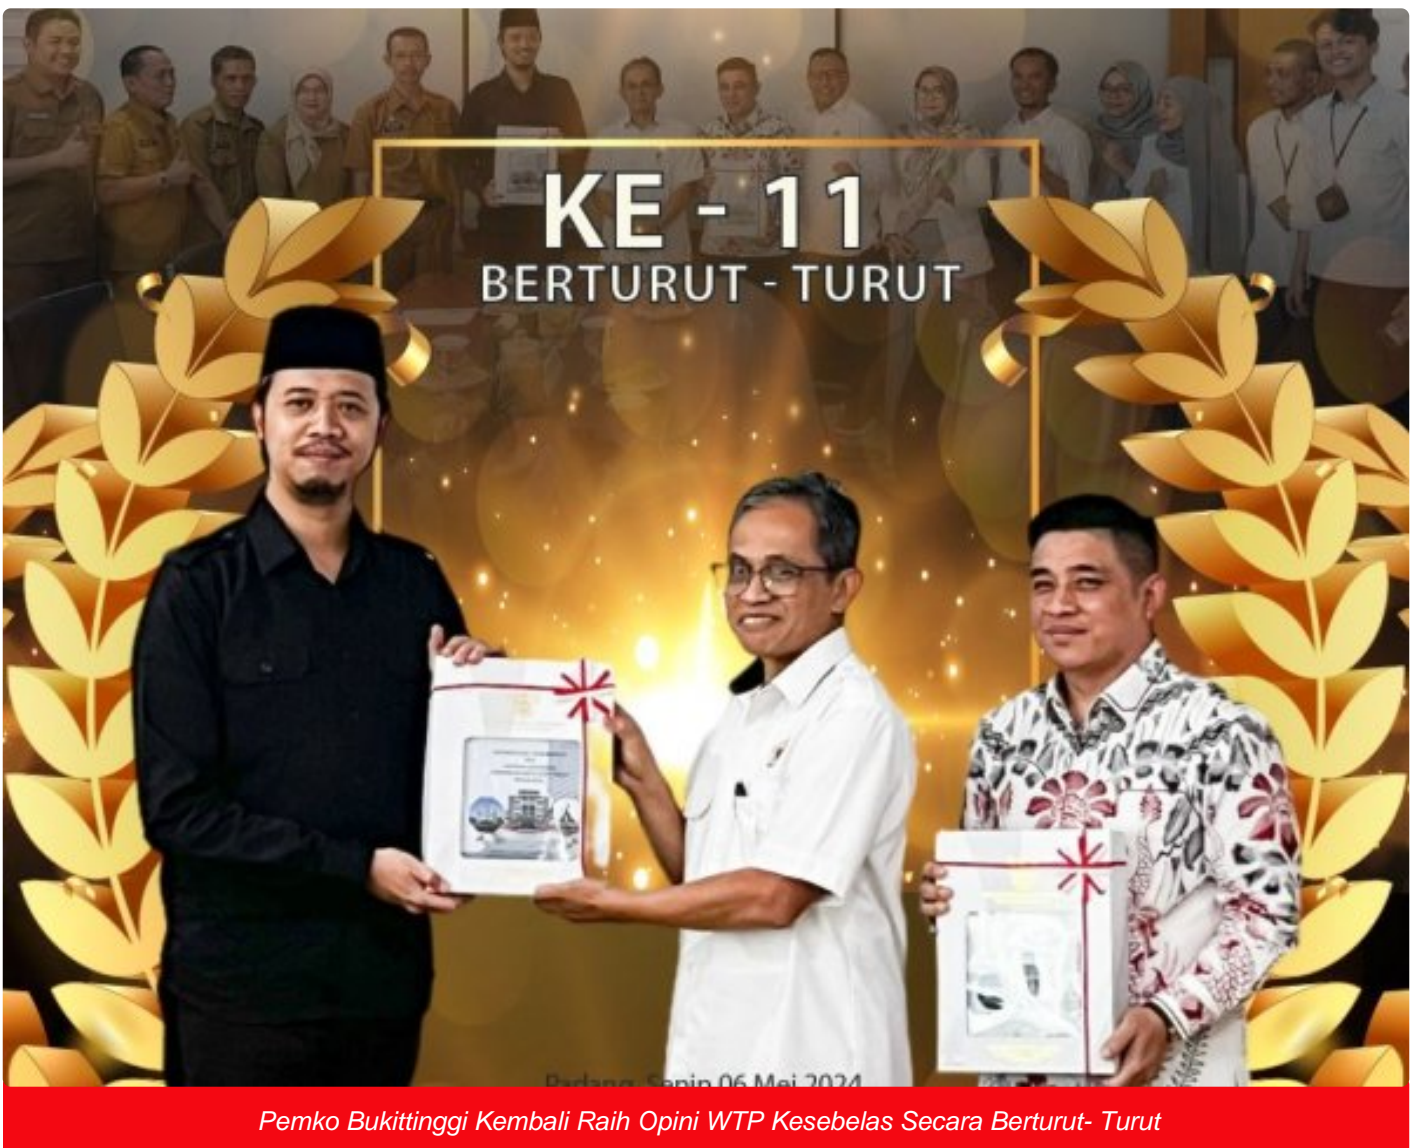 KE - 11
BERTURUT - TURUT
Padang, Senin 06 Mei 2024
Pemko Bukittinggi Kembali Raih Opini WTP Kesebelas Secara Berturut- Turut